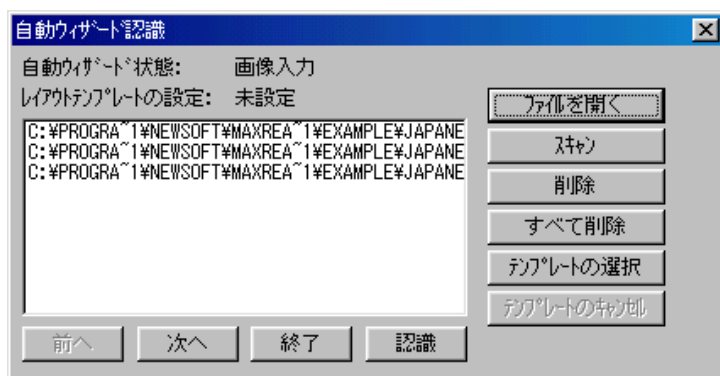 自動ｳｨｻﾞｰﾄﾞ認識
自動ｳｨｻﾞｰﾄﾞ状態: 画像入力
ﾚｲｱｳﾄﾃﾝﾌﾟﾚｰﾄの設定: 未設定
C:¥PROGRA~1¥NEWSOFT¥MAXREA~1¥EXAMPLE¥JAPANE
C:¥PROGRA~1¥NEWSOFT¥MAXREA~1¥EXAMPLE¥JAPANE
C:¥PROGRA~1¥NEWSOFT¥MAXREA~1¥EXAMPLE¥JAPANE
ﾌｧｲﾙを開く
ｽｷｬﾝ
削除
すべて削除
ﾃﾝﾌﾟﾚｰﾄの選択
ﾃﾝﾌﾟﾚｰﾄのｷｬﾝｾﾙ
前へ 次へ 終了 認識